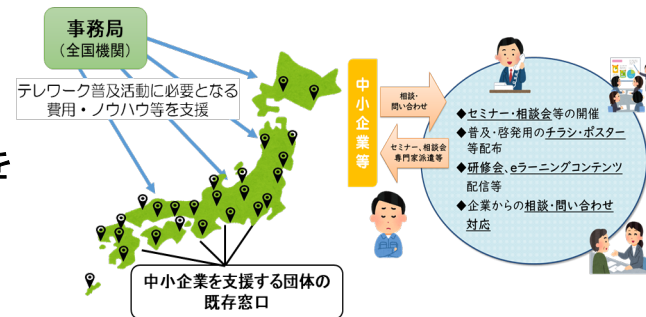 事務局
（全国機関）
テレワーク普及活動に必要となる
費用・ノウハウ等を支援
を
中小企業を支援する団体の
既存窓口
中小企業等
相談・
問い合わせ
セミナー、相談会
専門家派遣等
◆セミナー・相談会等の開催
◆普及・啓発用のチラシ・ポスター
等配布
◆研修会、eラーニングコンテンツ
配信等
◆企業からの相談・問い合わせ
対応